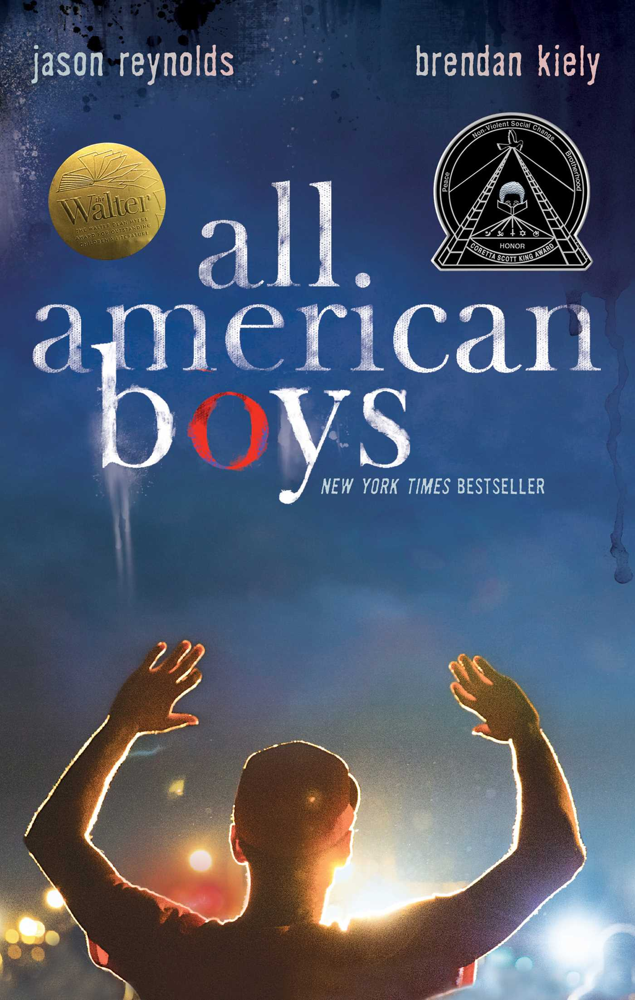 jason reynolds
brendan kiely
Peace
Non-Violent Social Change
Brotherhood
the
Walter
THE WALTER DEAN MYERS
AWARD FOR OUTSTANDING
CHILDREN'S LITERATURE
HONOR
CORETTA SCOTT KING AWARD
all
american
boys
NEW YORK TIMES BESTSELLER